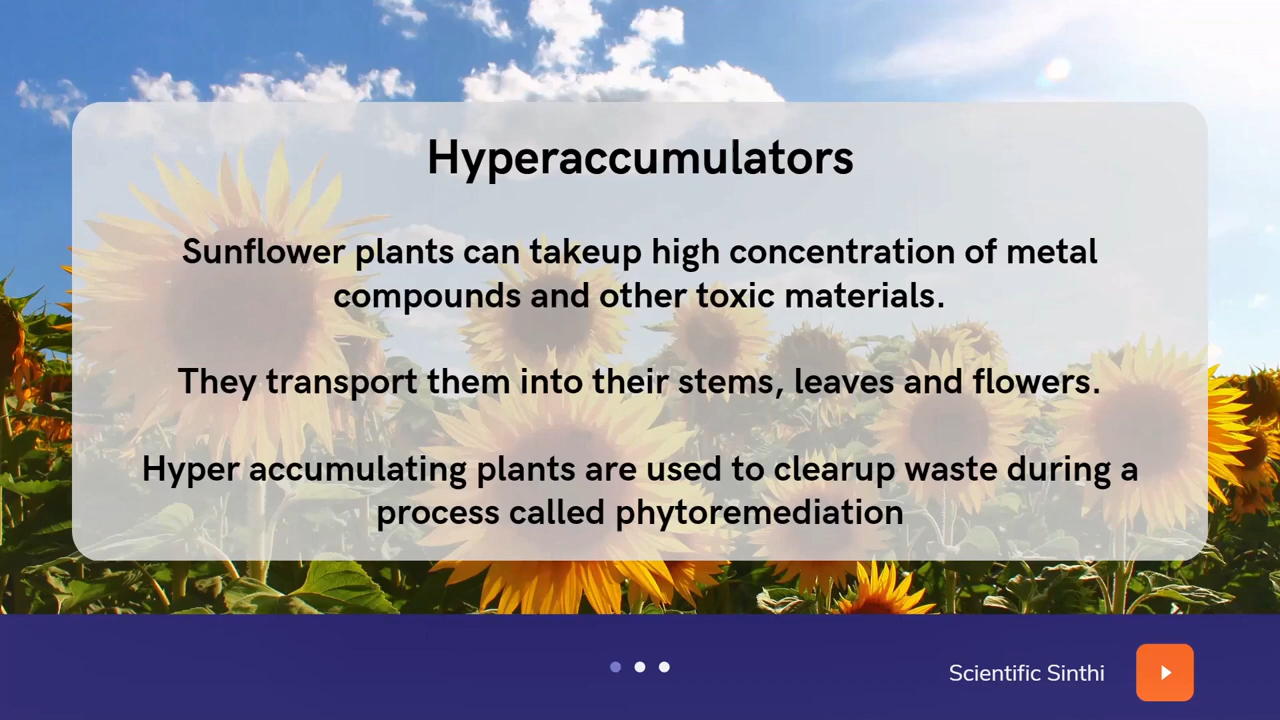 Hyperaccumulators
Sunflower plants can takeup high concentration of metal
compounds and other toxic materials.
They transport them into their stems, leaves and flowers.
Hyper accumulating plants are used to clearup waste during a
process called phytoremediation
Scientific Sinthi